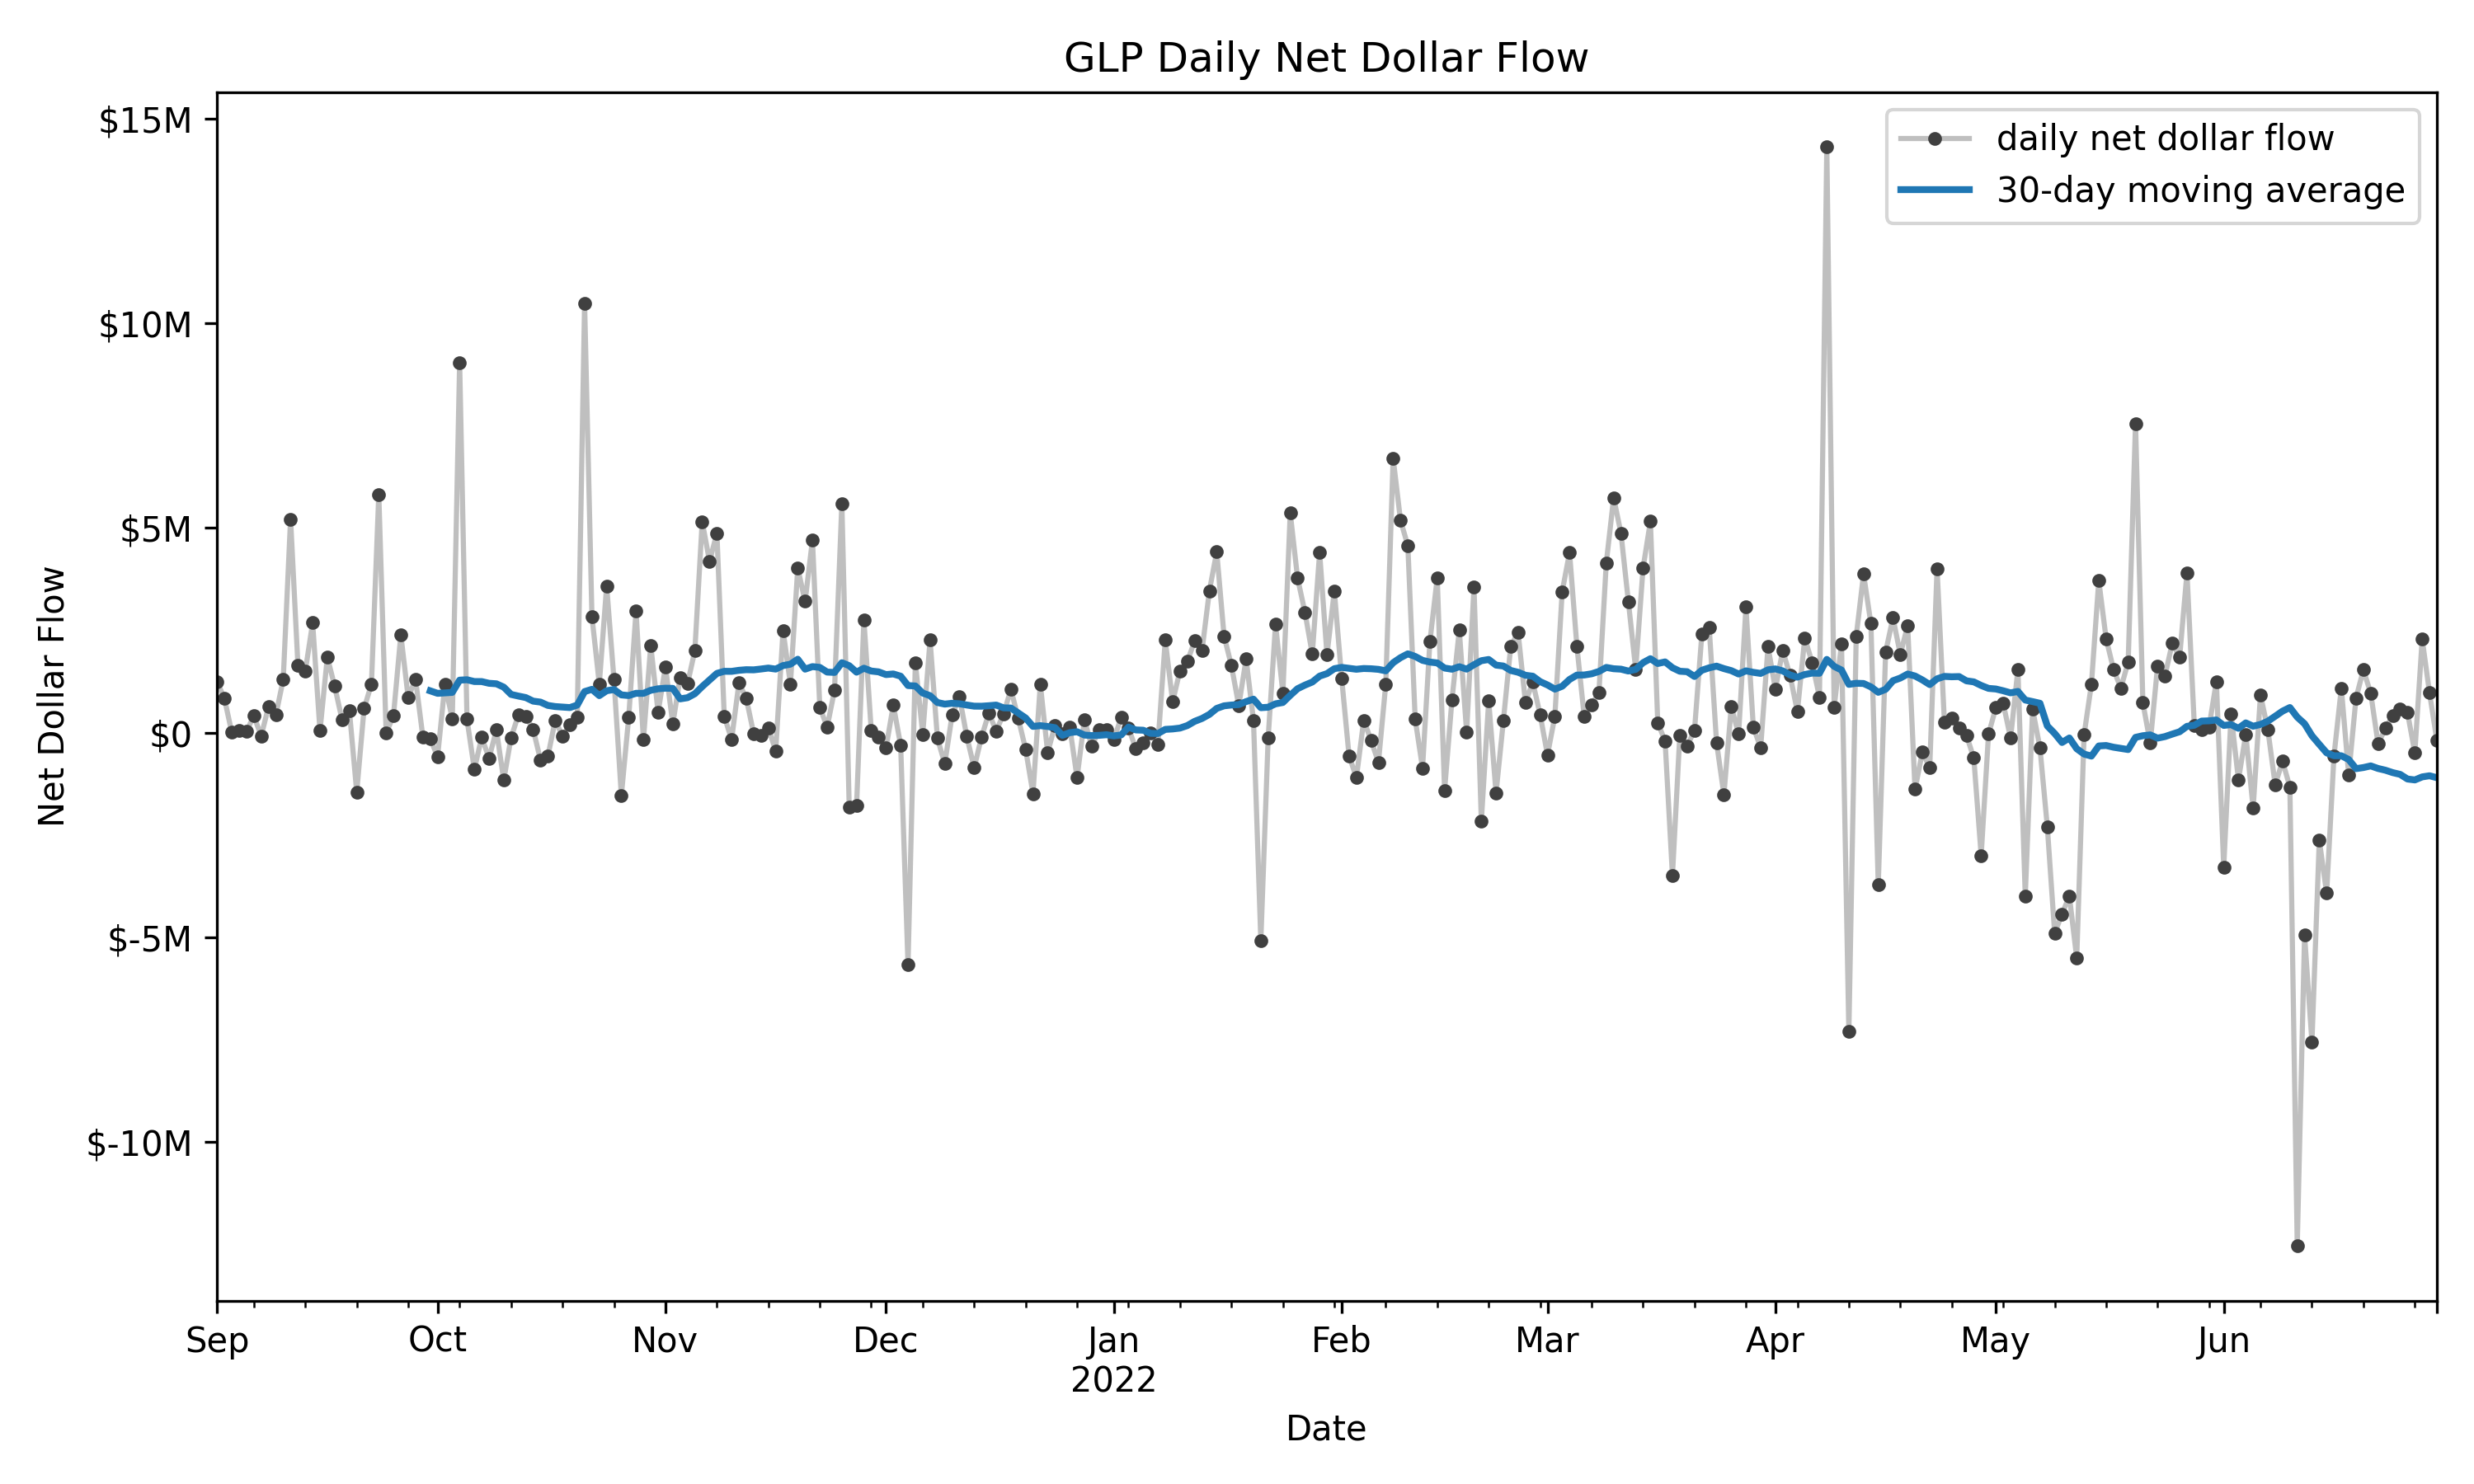 GLP Daily Net Dollar Flow
daily net dollar flow
30-day moving average
$15M
$10M
$5M
$0
$-5M
$-10M
Net Dollar Flow
Sep Oct Nov Dec Jan Feb Mar Apr May Jun
2022
Date